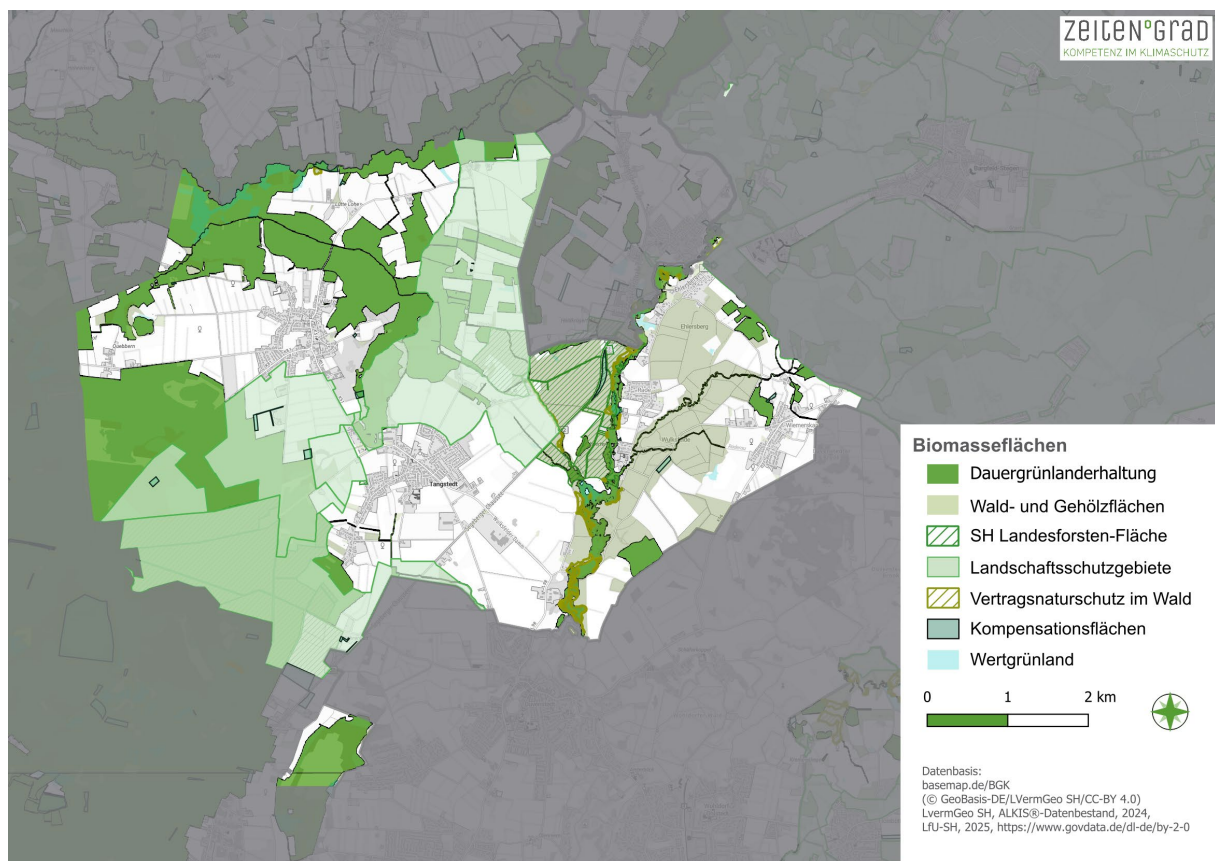 ZEITEN°GRAD
KOMPETENZ IM KLIMASCHUTZ
Ehlersberg
Tangstedt
Biomasseflächen
Dauergrünlanderhaltung
Wald- und Gehölzflächen
SH Landesforsten-Fläche
Landschaftsschutzgebiete
Vertragsnaturschutz im Wald
Kompensationsflächen
Wertgrünland
0 1 2 km
Datenbasis:
basemap.de/BGK
(© GeoBasis-DE/LVermGeo SH/CC-BY 4.0)
LvermGeo SH, ALKIS®-Datenbestand, 2024,
LfU-SH, 2025, https://www.govdata.de/dl-de/by-2-0